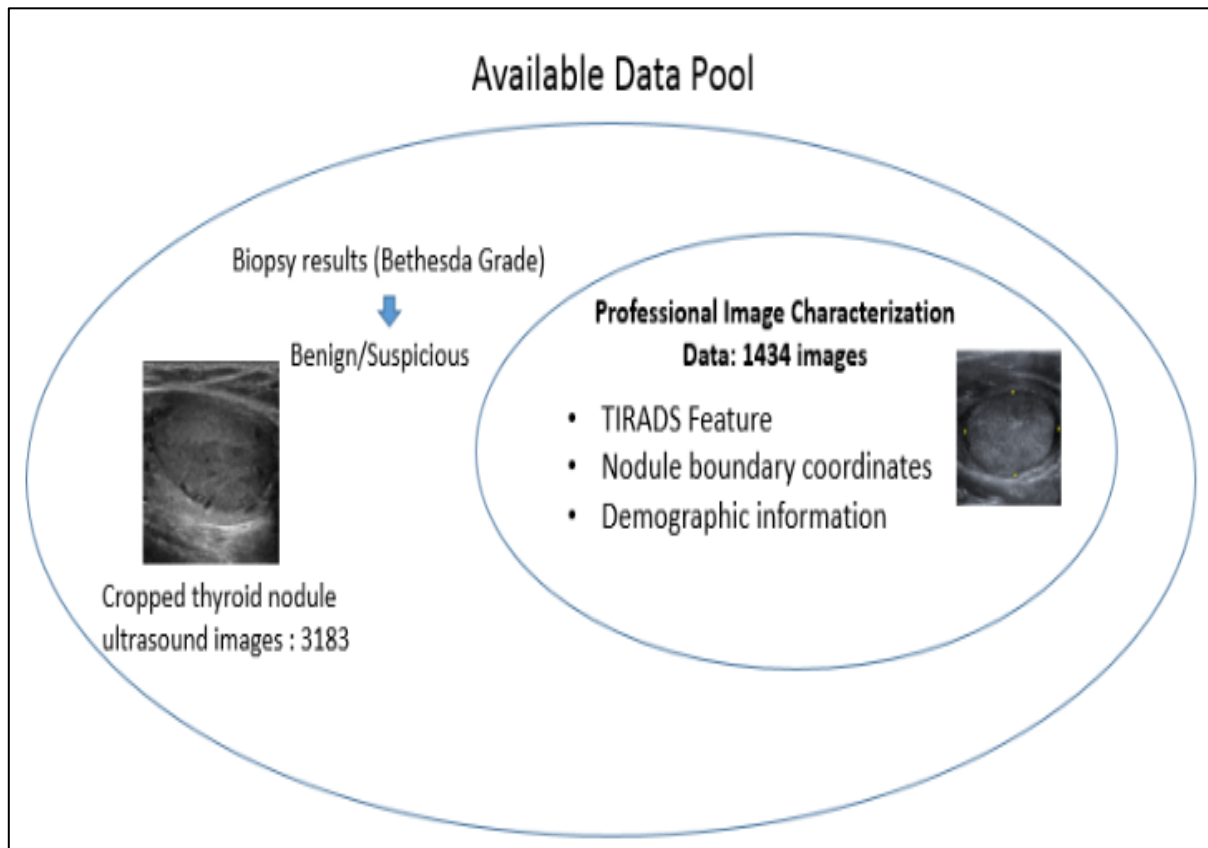 Available Data Pool
Biopsy results (Bethesda Grade)
Benign/Suspicious
Cropped thyroid nodule
ultrasound images : 3183
Professional Image Characterization
Data: 1434 images
• TIRADS Feature
• Nodule boundary coordinates
• Demographic information